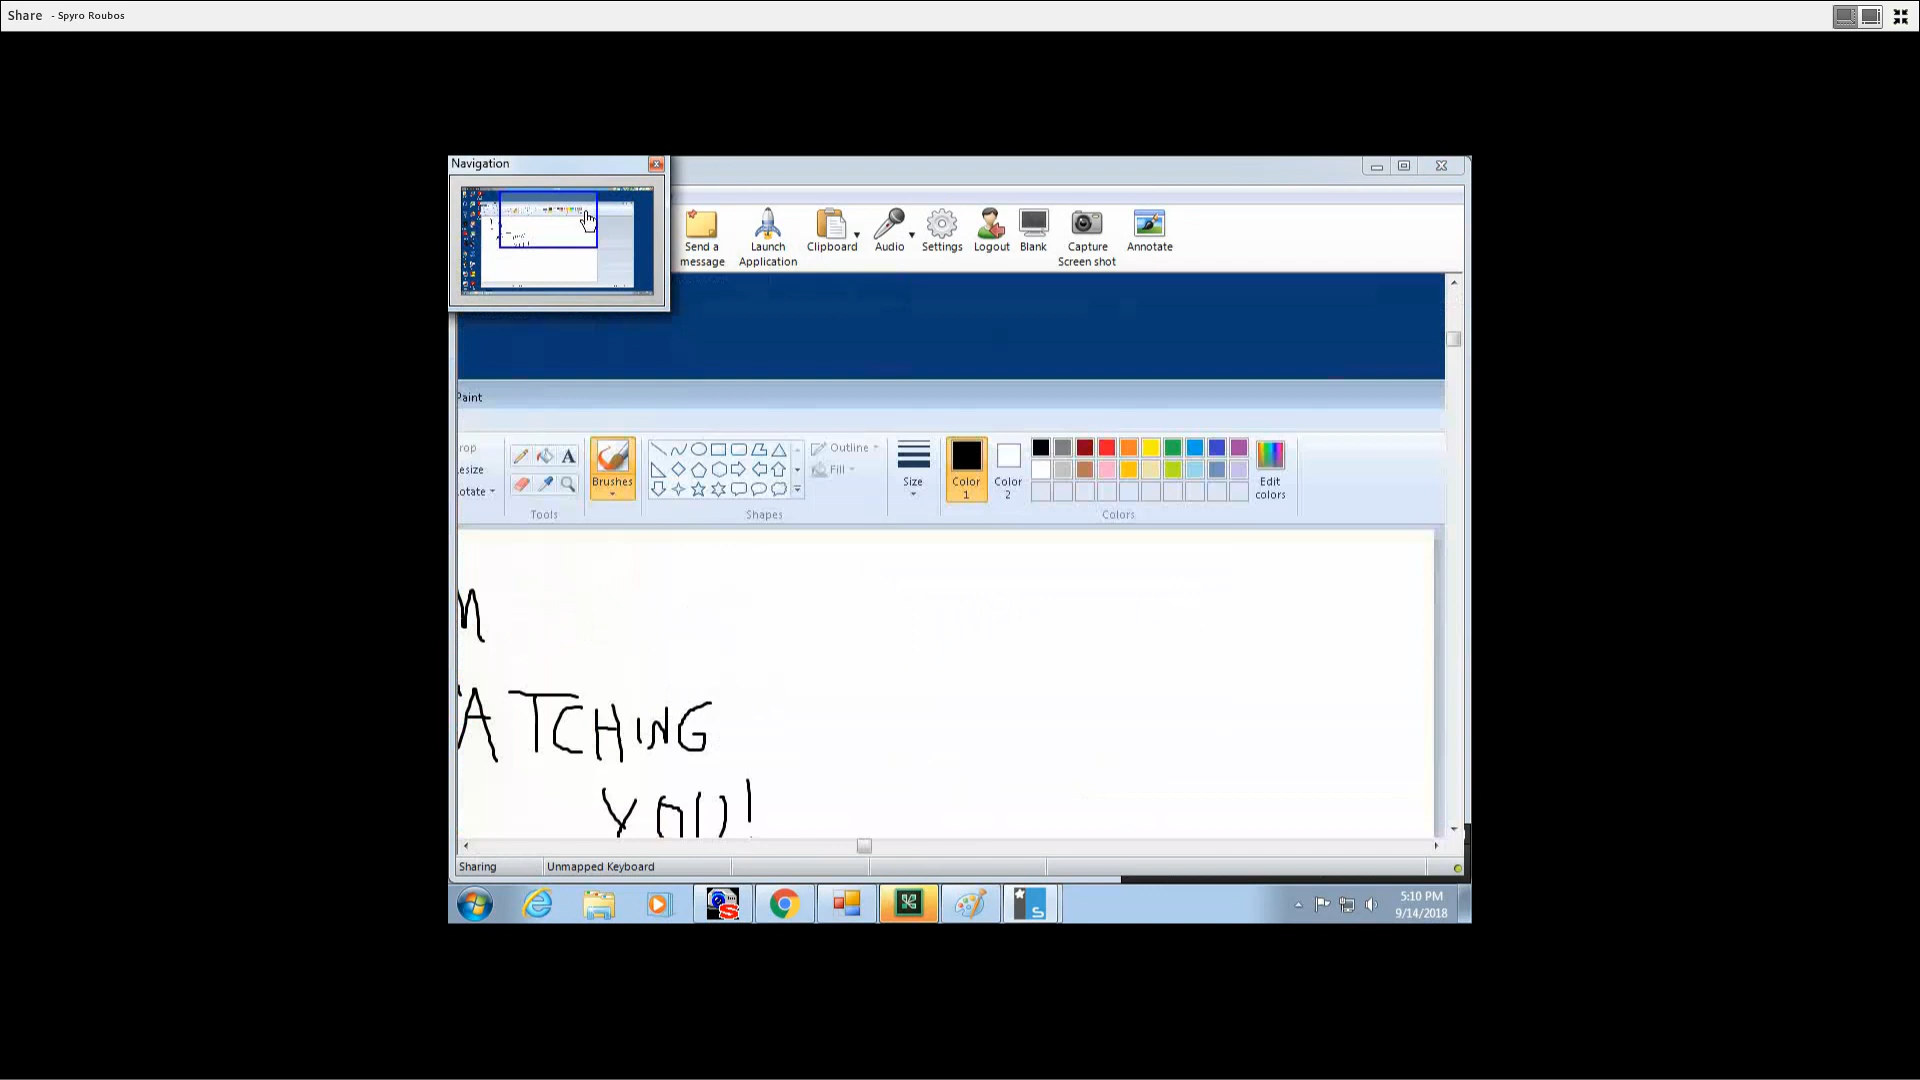 Share - Spyro Roubos
Navigation
Send a message
Launch Application
Clipboard
Audio
Settings
Logout
Blank
Capture Screen shot
Annotate
Paint
rop
esize
otate
A
Brushes
Outline
Fill
Size
Color 1
Color 2
Edit colors
Tools
Shapes
Colors
M
ATCHING
YOU!
Sharing
Unmapped Keyboard
5:10 PM
9/14/2018